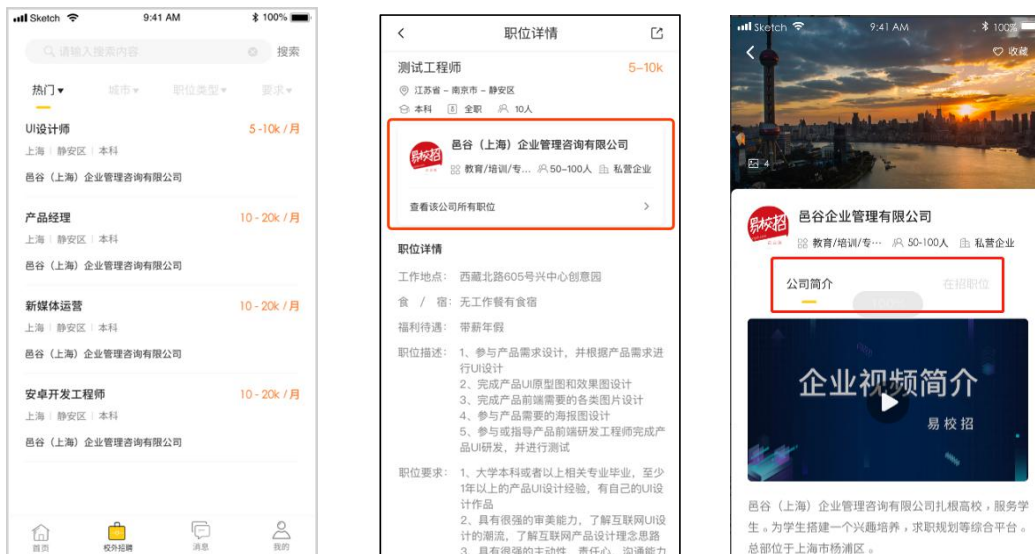 Sketch 9:41 AM 100%
请输入搜索内容 搜索
热门▼ 城市▼ 职位类型▼ 要求▼
UI设计师 5 -10k / 月
上海 | 静安区 | 本科
邑谷（上海）企业管理咨询有限公司
产品经理 10 - 20k / 月
上海 | 静安区 | 本科
邑谷（上海）企业管理咨询有限公司
新媒体运营 10 - 20k / 月
上海 | 静安区 | 本科
邑谷（上海）企业管理咨询有限公司
安卓开发工程师 10 - 20k / 月
上海 | 静安区 | 本科
邑谷（上海）企业管理咨询有限公司
首页 校外招聘 消息 我的
职位详情
测试工程师 5-10k
江苏省 - 南京市 - 静安区
本科 全职 10人
易校招
邑谷（上海）企业管理咨询有限公司
教育/培训/专... 50-100人 私营企业
查看该公司所有职位
职位详情
工作地点： 西藏北路605号兴中心创意园
食 / 宿： 无工作餐有食宿
福利待遇： 带薪年假
职位描述： 1、参与产品需求设计，并根据产品需求进
行UI设计
2、完成产品UI原型图和效果图设计
3、完成产品前端需要的各类图片设计
4、参与产品需要的海报图设计
5、参与或指导产品前端研发工程师完成产
品UI研发，并进行测试
职位要求： 1、大学本科或者以上相关专业毕业，至少
1年以上的产品UI设计经验，有自己的UI设
计作品
2、具有很强的审美能力，了解互联网UI设
计的潮流，了解互联网产品设计理念思路
3、具有很强的主动性、责任心、沟通能力
Sketch 9:41 AM 100%
收藏
4
易校招
邑谷企业管理有限公司
教育/培训/专… 50-100人 私营企业
公司简介 在招职位
企业视频简介
易校招
邑谷（上海）企业管理咨询有限公司扎根高校，服务学
生。为学生搭建一个兴趣培养，求职规划等综合平台。
总部位于上海市杨浦区。